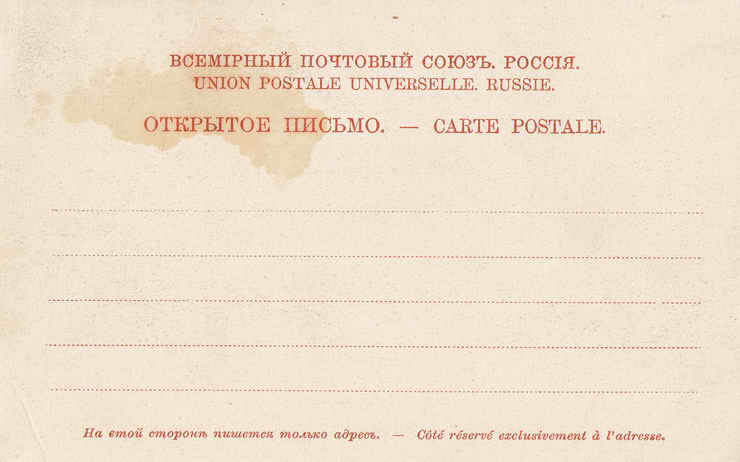 ВСЕМІРНЫЙ ПОЧТОВЫЙ СОЮЗЪ. РОССІЯ.
UNION POSTALE UNIVERSELLE. RUSSIE.
ОТКРЫТОЕ ПИСЬМО. — CARTE POSTALE.
На етой сторонѣ пишется только адресъ. — Côté réservé exclusivement à l'adresse.